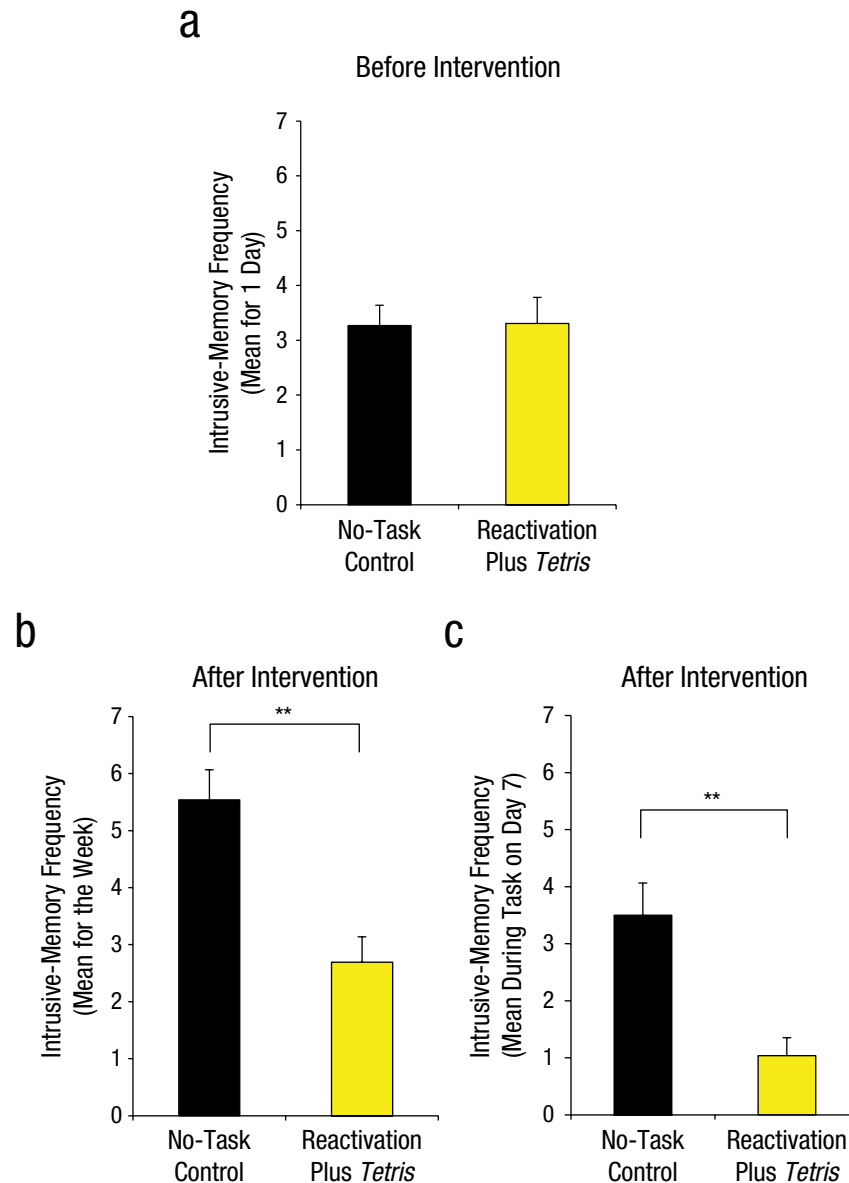 a
Before Intervention
Intrusive-Memory Frequency
(Mean for 1 Day)
7
6
5
4
3
2
1
0
No-Task
Control
Reactivation
Plus Tetris
b
After Intervention
Intrusive-Memory Frequency
(Mean for the Week)
7
6
5
4
3
2
1
0
**
No-Task
Control
Reactivation
Plus Tetris
c
After Intervention
Intrusive-Memory Frequency
(Mean During Task on Day 7)
7
6
5
4
3
2
1
0
**
No-Task
Control
Reactivation
Plus Tetris